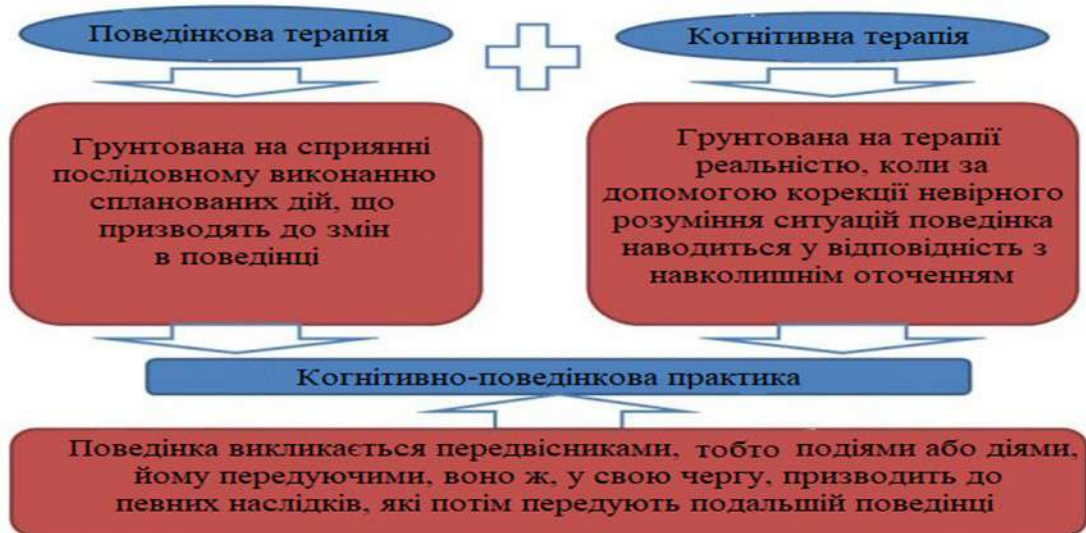 Поведінкова терапія
Когнітивна терапія
Грунтована на сприянні
послідовному виконанню
спланованих дій, що
призводять до змін
в поведінці
Грунтована на терапії
реальністю, коли за
допомогою корекції невірного
розуміння ситуацій поведінка
наводиться у відповідність з
навколишнім оточенням
Когнітивно-поведінкова практика
Поведінка викликається передвісниками, тобто подіями або діями,
йому передуючими, воно ж, у свою чергу, призводить до
певних наслідків, які потім передують подальшій поведінці